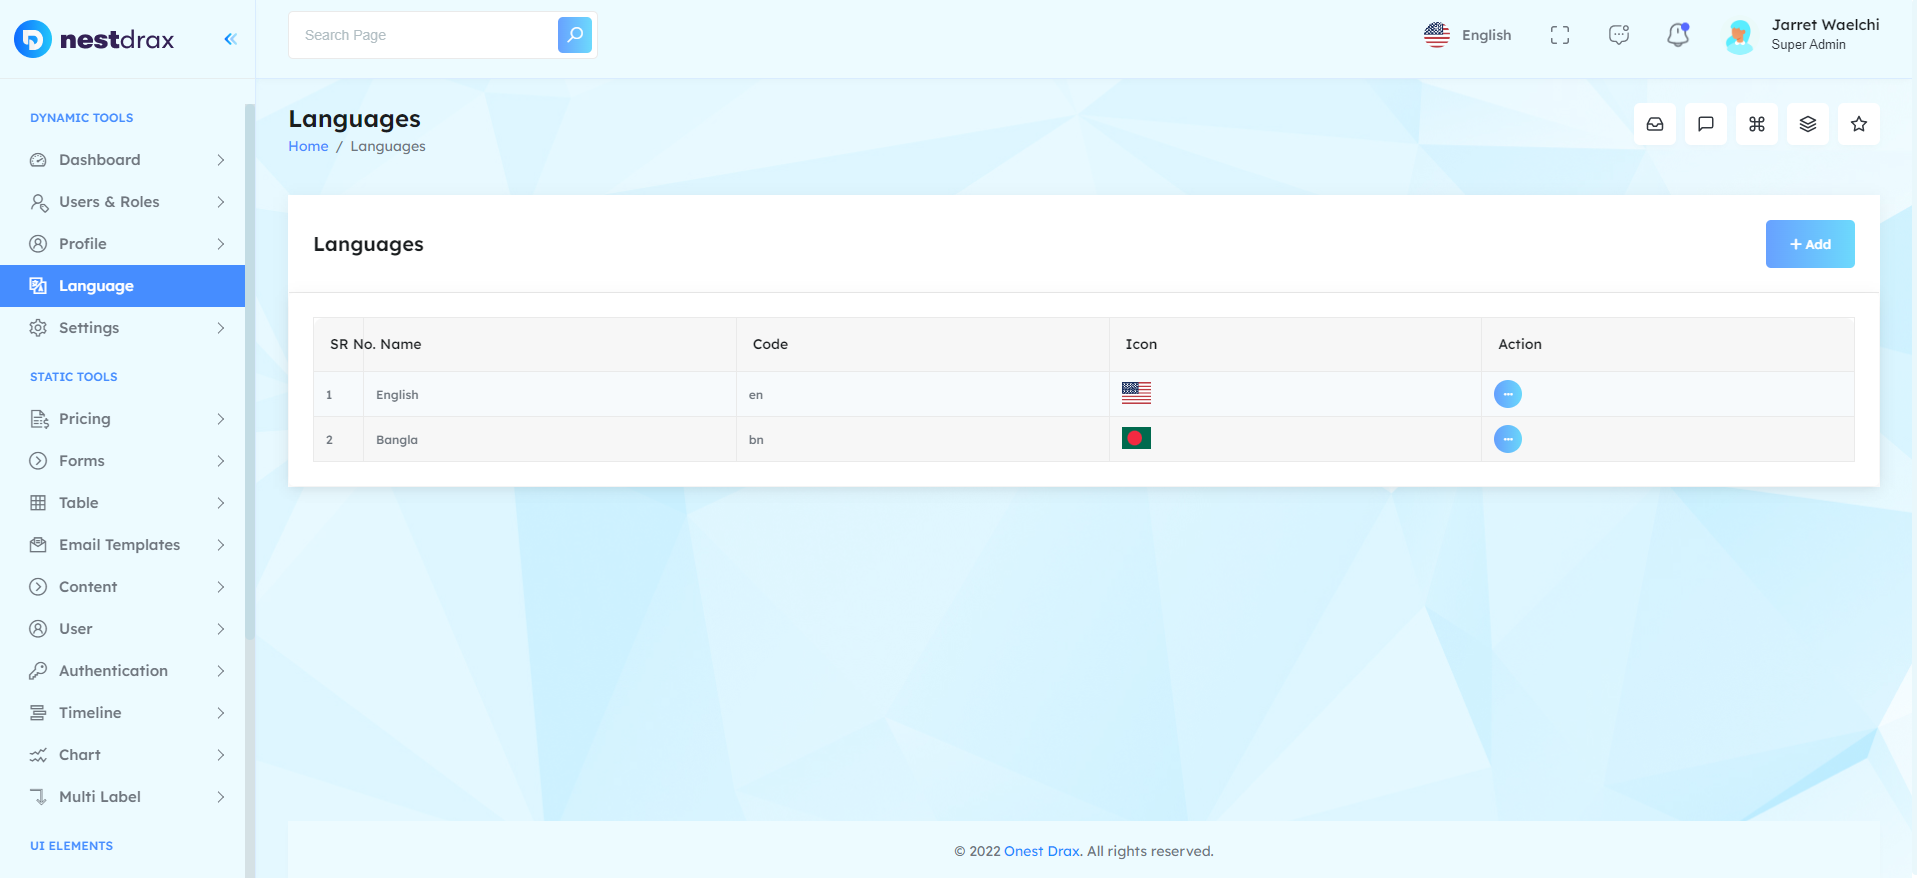 nestdrax
Search Page
English
Jarret Waelchi
Super Admin
DYNAMIC TOOLS
Dashboard
Users & Roles
Profile
Language
Settings
STATIC TOOLS
Pricing
Forms
Table
Email Templates
Content
User
Authentication
Timeline
Chart
Multi Label
UI ELEMENTS
Languages
Home / Languages
Languages
+ Add
SR No. Name Code Icon Action
1 English en
2 Bangla bn
© 2022 Onest Drax. All rights reserved.